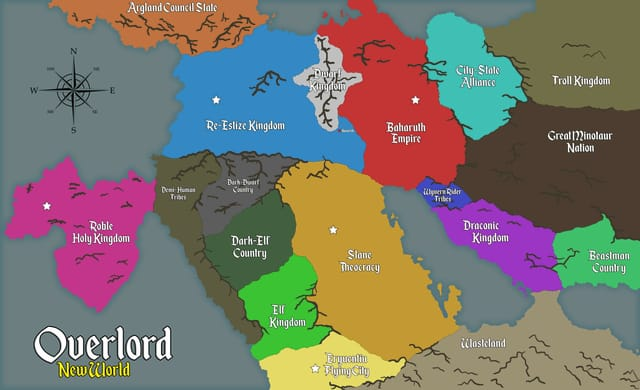 Argland Council State
N
W
E
S
Dwarf
Kingdom
City-State
Alliance
Troll Kingdom
Re-Estize Kingdom
Baharuth
Empire
Great Minotaur
Nation
Demi-Human
Tribes
Dark-Dwarf
Country
Wyvern Rider
Tribes
Roble
Holy Kingdom
Draconic
Kingdom
Dark-Elf
Country
Slane
Theocracy
Beastman
Country
Elf
Kingdom
Overlord
New World
Wasteland
Eryuentiu
Flying City